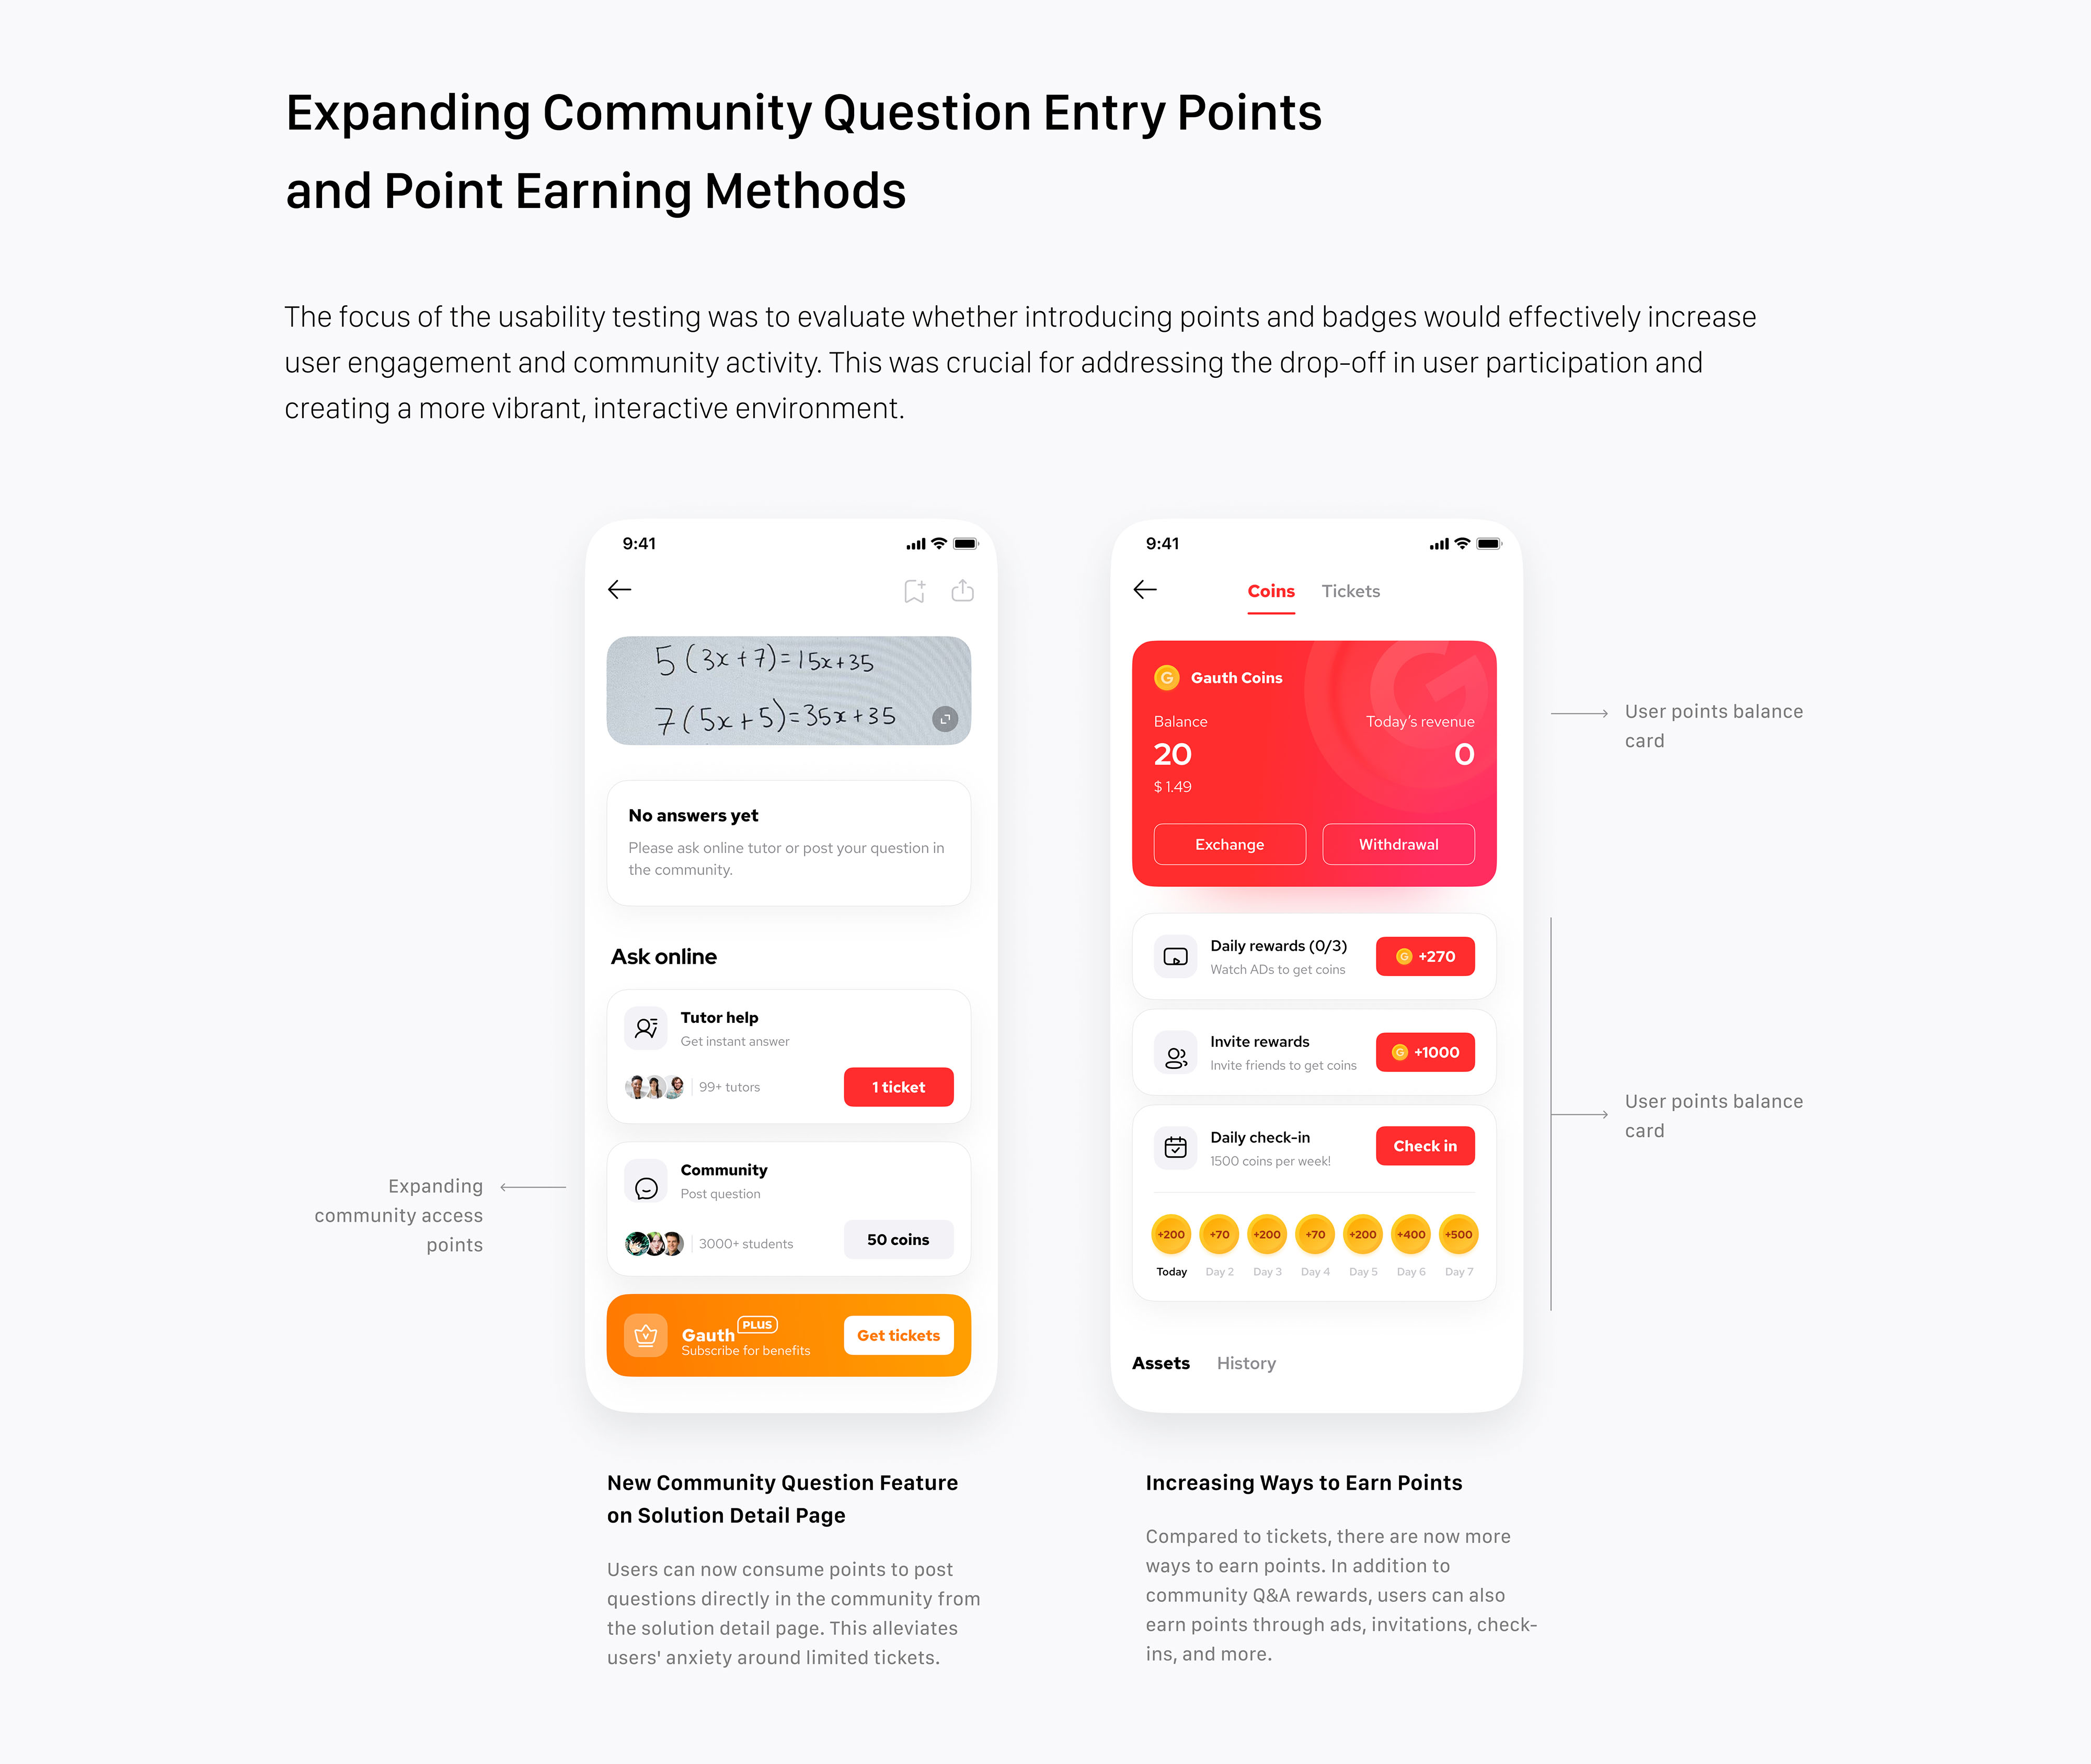 Expanding Community Question Entry Points
and Point Earning Methods
The focus of the usability testing was to evaluate whether introducing points and badges would effectively increase
user engagement and community activity. This was crucial for addressing the drop-off in user participation and
creating a more vibrant, interactive environment.
9:41
5 (3x + 7) = 15x + 35
7 (5x + 5) = 35x + 35
No answers yet
Please ask online tutor or post your question in
the community.
Ask online
Tutor help
Get instant answer
99+ tutors
1 ticket
Community
Post question
3000+ students
50 coins
Gauth PLUS
Subscribe for benefits
Get tickets
Expanding
community access
points
New Community Question Feature
on Solution Detail Page
Users can now consume points to post
questions directly in the community from
the solution detail page. This alleviates
users' anxiety around limited tickets.
9:41
Coins Tickets
G Gauth Coins
Balance Today's revenue
20 0
$ 1.49
Exchange Withdrawal
Daily rewards (0/3)
Watch ADs to get coins
G +270
Invite rewards
Invite friends to get coins
G +1000
Daily check-in
1500 coins per week!
Check in
+200 +70 +200 +70 +200 +400 +500
Today Day 2 Day 3 Day 4 Day 5 Day 6 Day 7
Assets History
User points balance
card
User points balance
card
Increasing Ways to Earn Points
Compared to tickets, there are now more
ways to earn points. In addition to
community Q&A rewards, users can also
earn points through ads, invitations, check-
ins, and more.